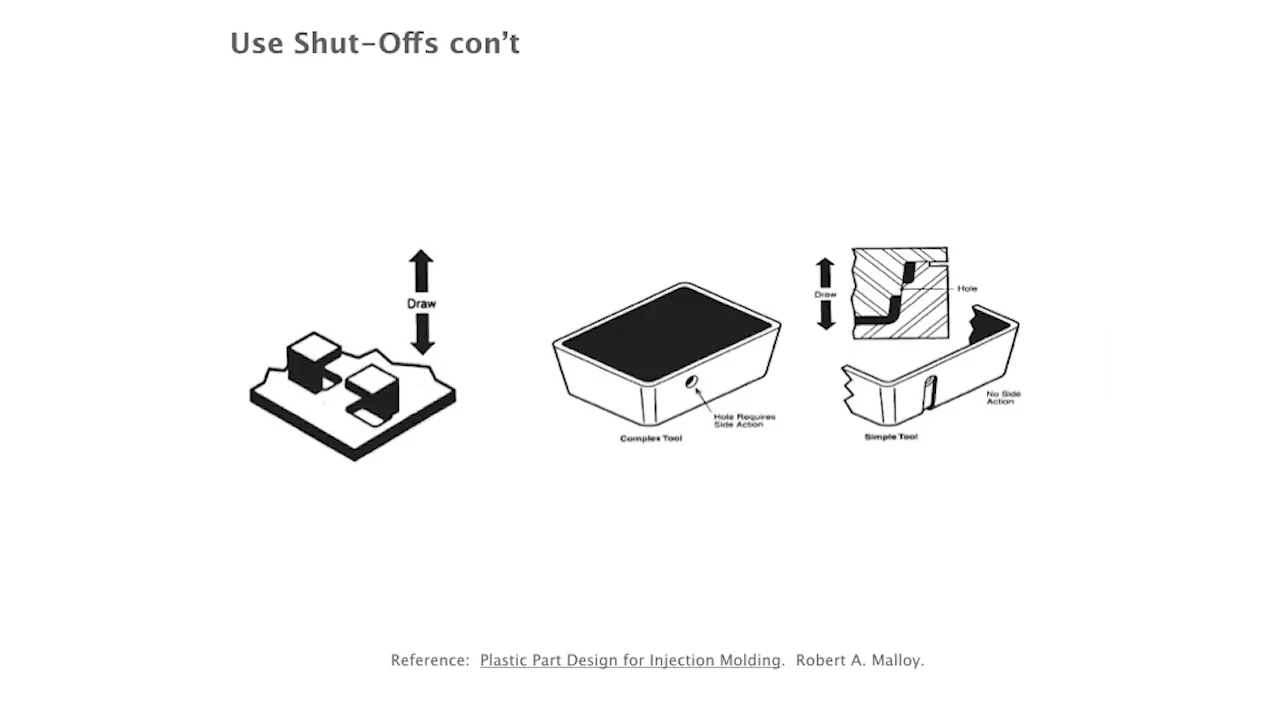 Use Shut-Offs con’t
Draw
Hole Requires
Side Action
Complex Tool
Draw
Hole
No Side
Action
Simple Tool
Reference: Plastic Part Design for Injection Molding. Robert A. Malloy.